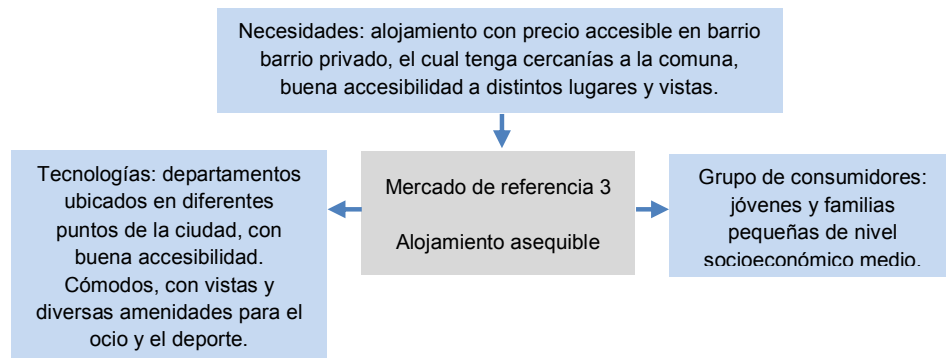 Necesidades: alojamiento con precio accesible en barrio
barrio privado, el cual tenga cercanías a la comuna,
buena accesibilidad a distintos lugares y vistas.
Tecnologías: departamentos
ubicados en diferentes
puntos de la ciudad, con
buena accesibilidad.
Cómodos, con vistas y
diversas amenidades para el
ocio y el deporte.
Mercado de referencia 3
Alojamiento asequible
Grupo de consumidores:
jóvenes y familias
pequeñas de nivel
socioeconómico medio.